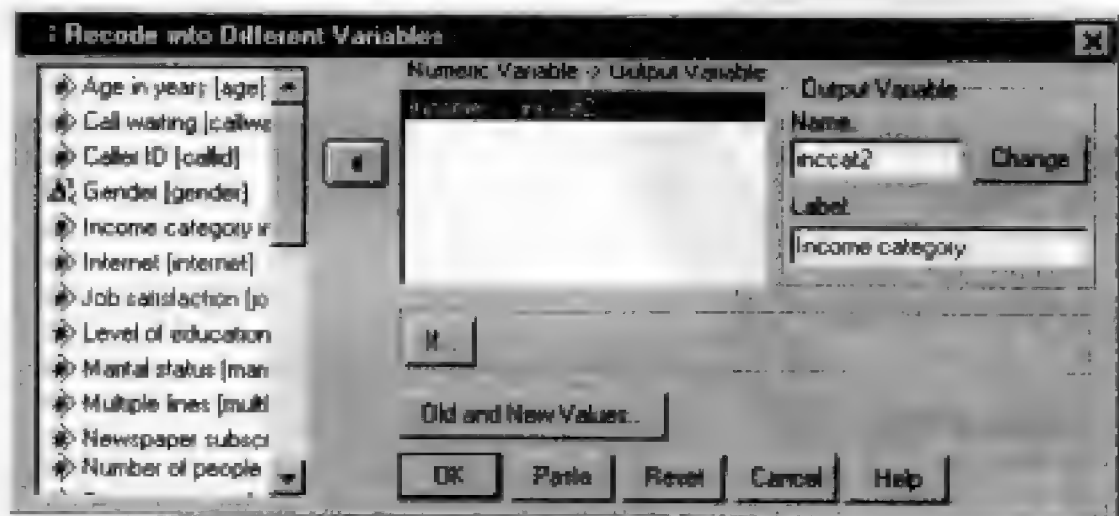 Recode into Different Variables
Age in years [age]
Call waiting [callwa
Caller ID [callid]
Gender [gender]
Income category in
Internet [internet]
Job satisfaction [jo
Level of education
Marital status [mari
Multiple lines [multi
Newspaper subscr
Number of people
Numeric Variable -> Output Variable:
Output Variable
Name:
inccat2
Change
Label:
Income category
If...
Old and New Values...
OK
Paste
Reset
Cancel
Help